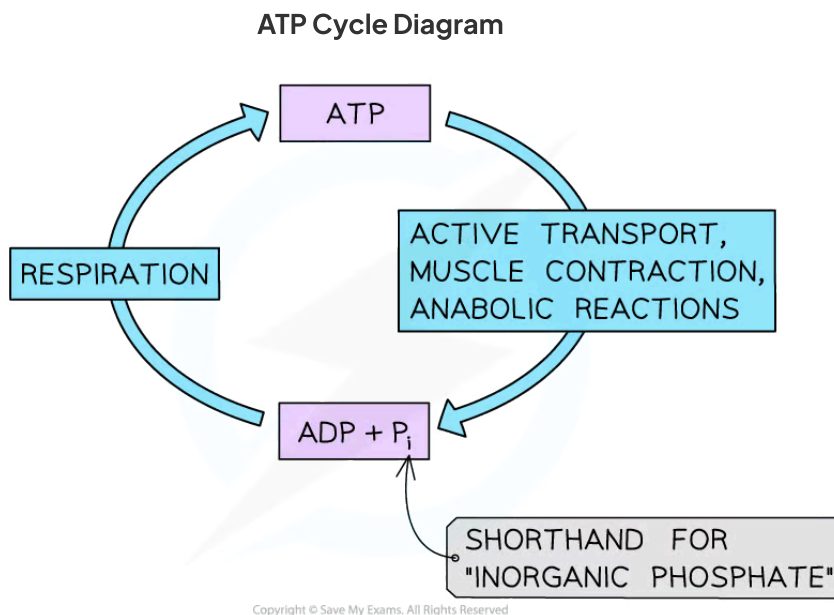 ATP Cycle Diagram
ATP
RESPIRATION
ACTIVE TRANSPORT,
MUSCLE CONTRACTION,
ANABOLIC REACTIONS
ADP + Pi
SHORTHAND FOR
"INORGANIC PHOSPHATE"
Copyright © Save My Exams. All Rights Reserved